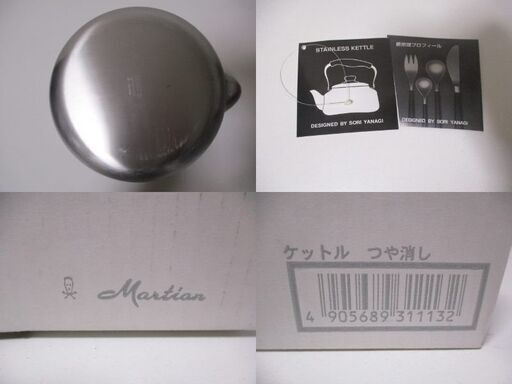 STAINLESS KETTLE
DESIGNED BY SORI YANAGI
柳宗理プロフィール
DESIGNED BY SORI YANAGI
Martian
ケットル つや消し
4 905689 311132